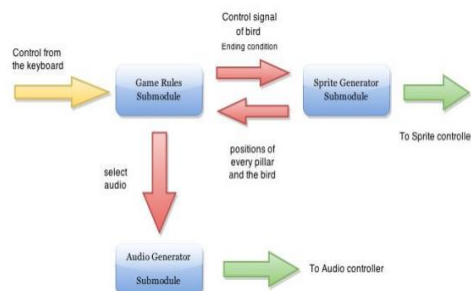 Control signal
of bird
Ending condition
Control from
the keyboard
Game Rules
Submodule
Sprite Generator
Submodule
To Sprite controlle
positions of
every pillar
and the bird
select
audio
Audio Generator
Submodule
To Audio controller